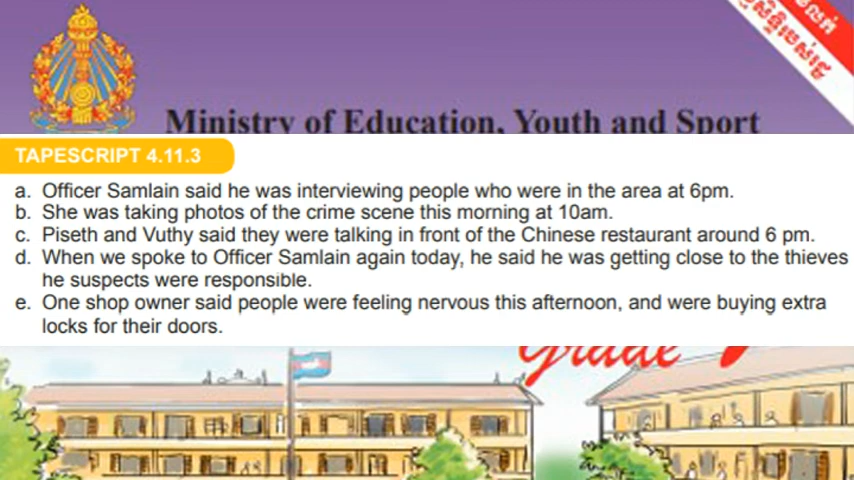 Ministry of Education, Youth and Sport
TAPESCRIPT 4.11.3
a. Officer Samlain said he was interviewing people who were in the area at 6pm.
b. She was taking photos of the crime scene this morning at 10am.
c. Piseth and Vuthy said they were talking in front of the Chinese restaurant around 6 pm.
d. When we spoke to Officer Samlain again today, he said he was getting close to the thieves
he suspects were responsible.
e. One shop owner said people were feeling nervous this afternoon, and were buying extra
locks for their doors.
Grade